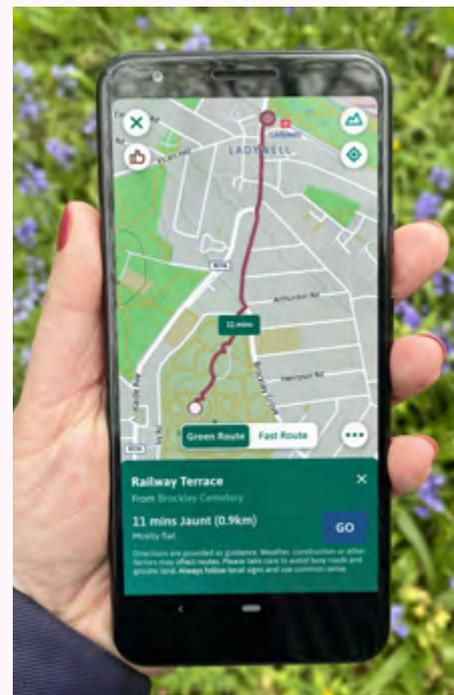 LADYWELL
Arthurdon Rd
11 mins
Brockley Grove
Green Route
Fast Route
Railway Terrace
From Brockley Cemetery
11 mins Jaunt (0.9km)
Mostly flat
GO
Directions are provided as guidance. Weather, construction or other
factors may affect routes. Please take care to avoid busy roads and
private land. Always follow local signs and use common sense.